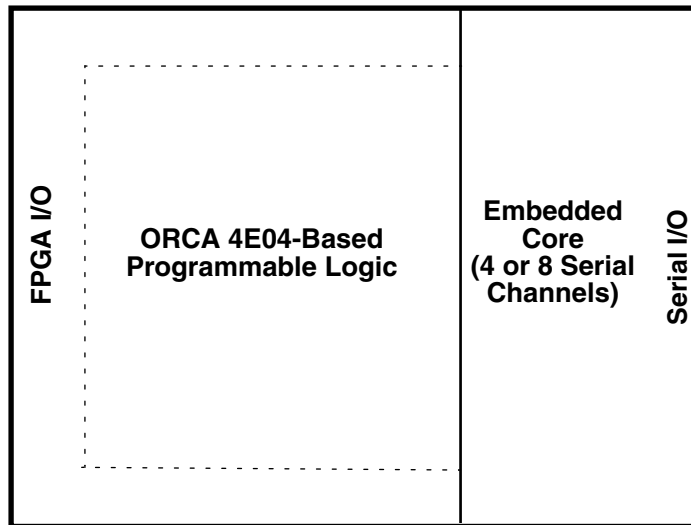 FPGA I/O
ORCA 4E04-Based
Programmable Logic
Embedded
Core
(4 or 8 Serial
Channels)
Serial I/O